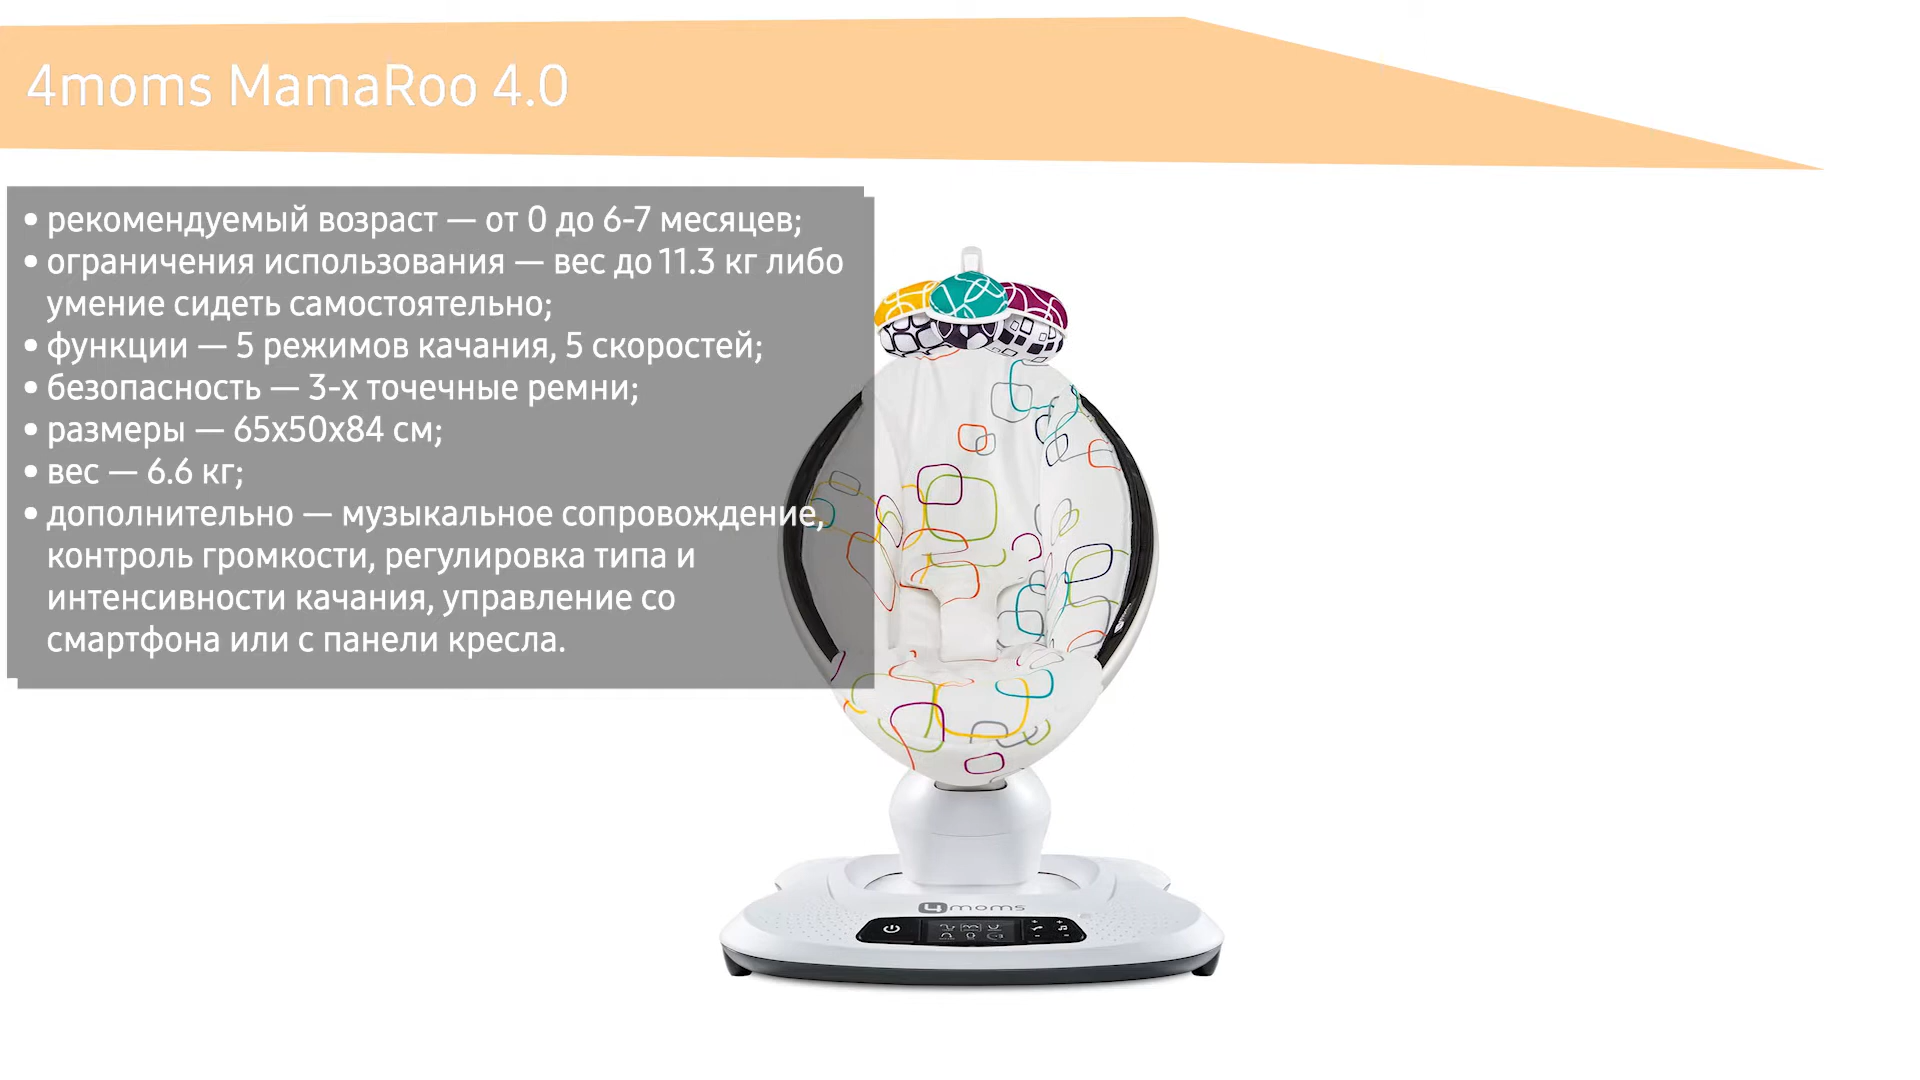 4moms MamaRoo 4.0
• рекомендуемый возраст — от 0 до 6-7 месяцев;
• ограничения использования — вес до 11.3 кг либо
умение сидеть самостоятельно;
• функции — 5 режимов качания, 5 скоростей;
• безопасность — 3-х точечные ремни;
• размеры — 65х50х84 см;
• вес — 6.6 кг;
• дополнительно — музыкальное сопровождение,
контроль громкости, регулировка типа и
интенсивности качания, управление со
смартфона или с панели кресла.
4moms